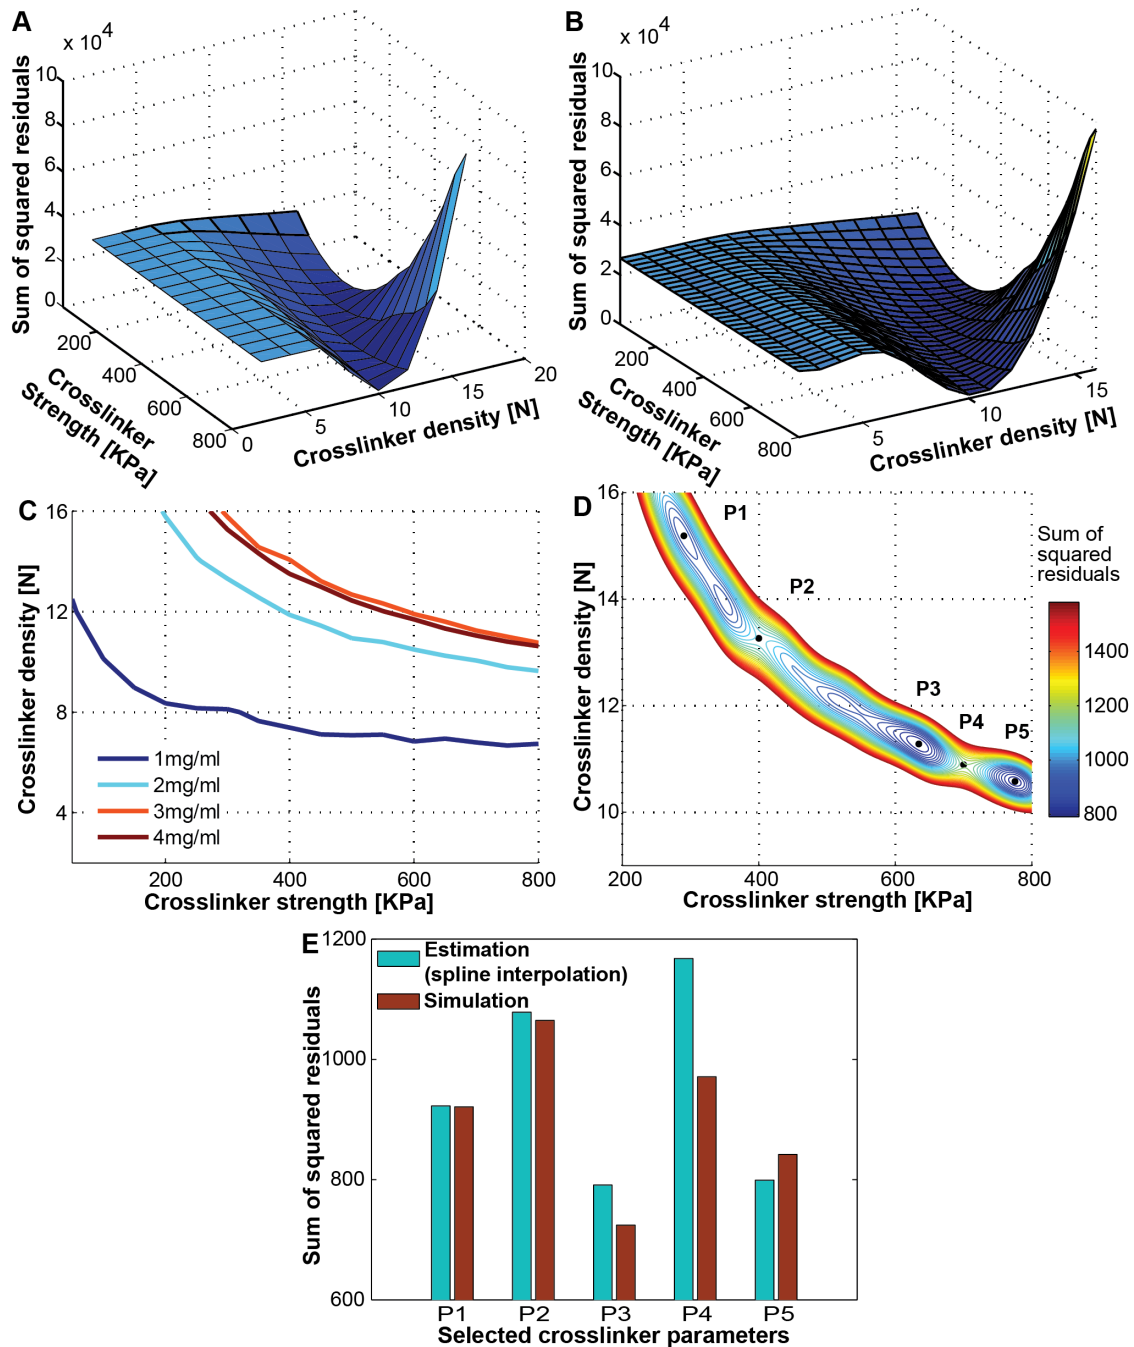 A
x 10^4
Sum of squared residuals
10
8
6
4
2
0
200
400
600
800
Crosslinker
Strength [KPa]
0
5
10
15
20
Crosslinker density [N]
B
x 10^4
Sum of squared residuals
10
8
6
4
2
0
200
400
600
800
Crosslinker
Strength [KPa]
5
10
15
Crosslinker density [N]
C
Crosslinker density [N]
16
12
8
4
1mg/ml
2mg/ml
3mg/ml
4mg/ml
200
400
600
800
Crosslinker strength [KPa]
D
Crosslinker density [N]
16
14
12
10
P1
P2
P3
P4
P5
200
400
600
800
Crosslinker strength [KPa]
Sum of
squared
residuals
1400
1200
1000
800
E
Sum of squared residuals
1200
1000
800
600
Estimation
(spline interpolation)
Simulation
P1
P2
P3
P4
P5
Selected crosslinker parameters